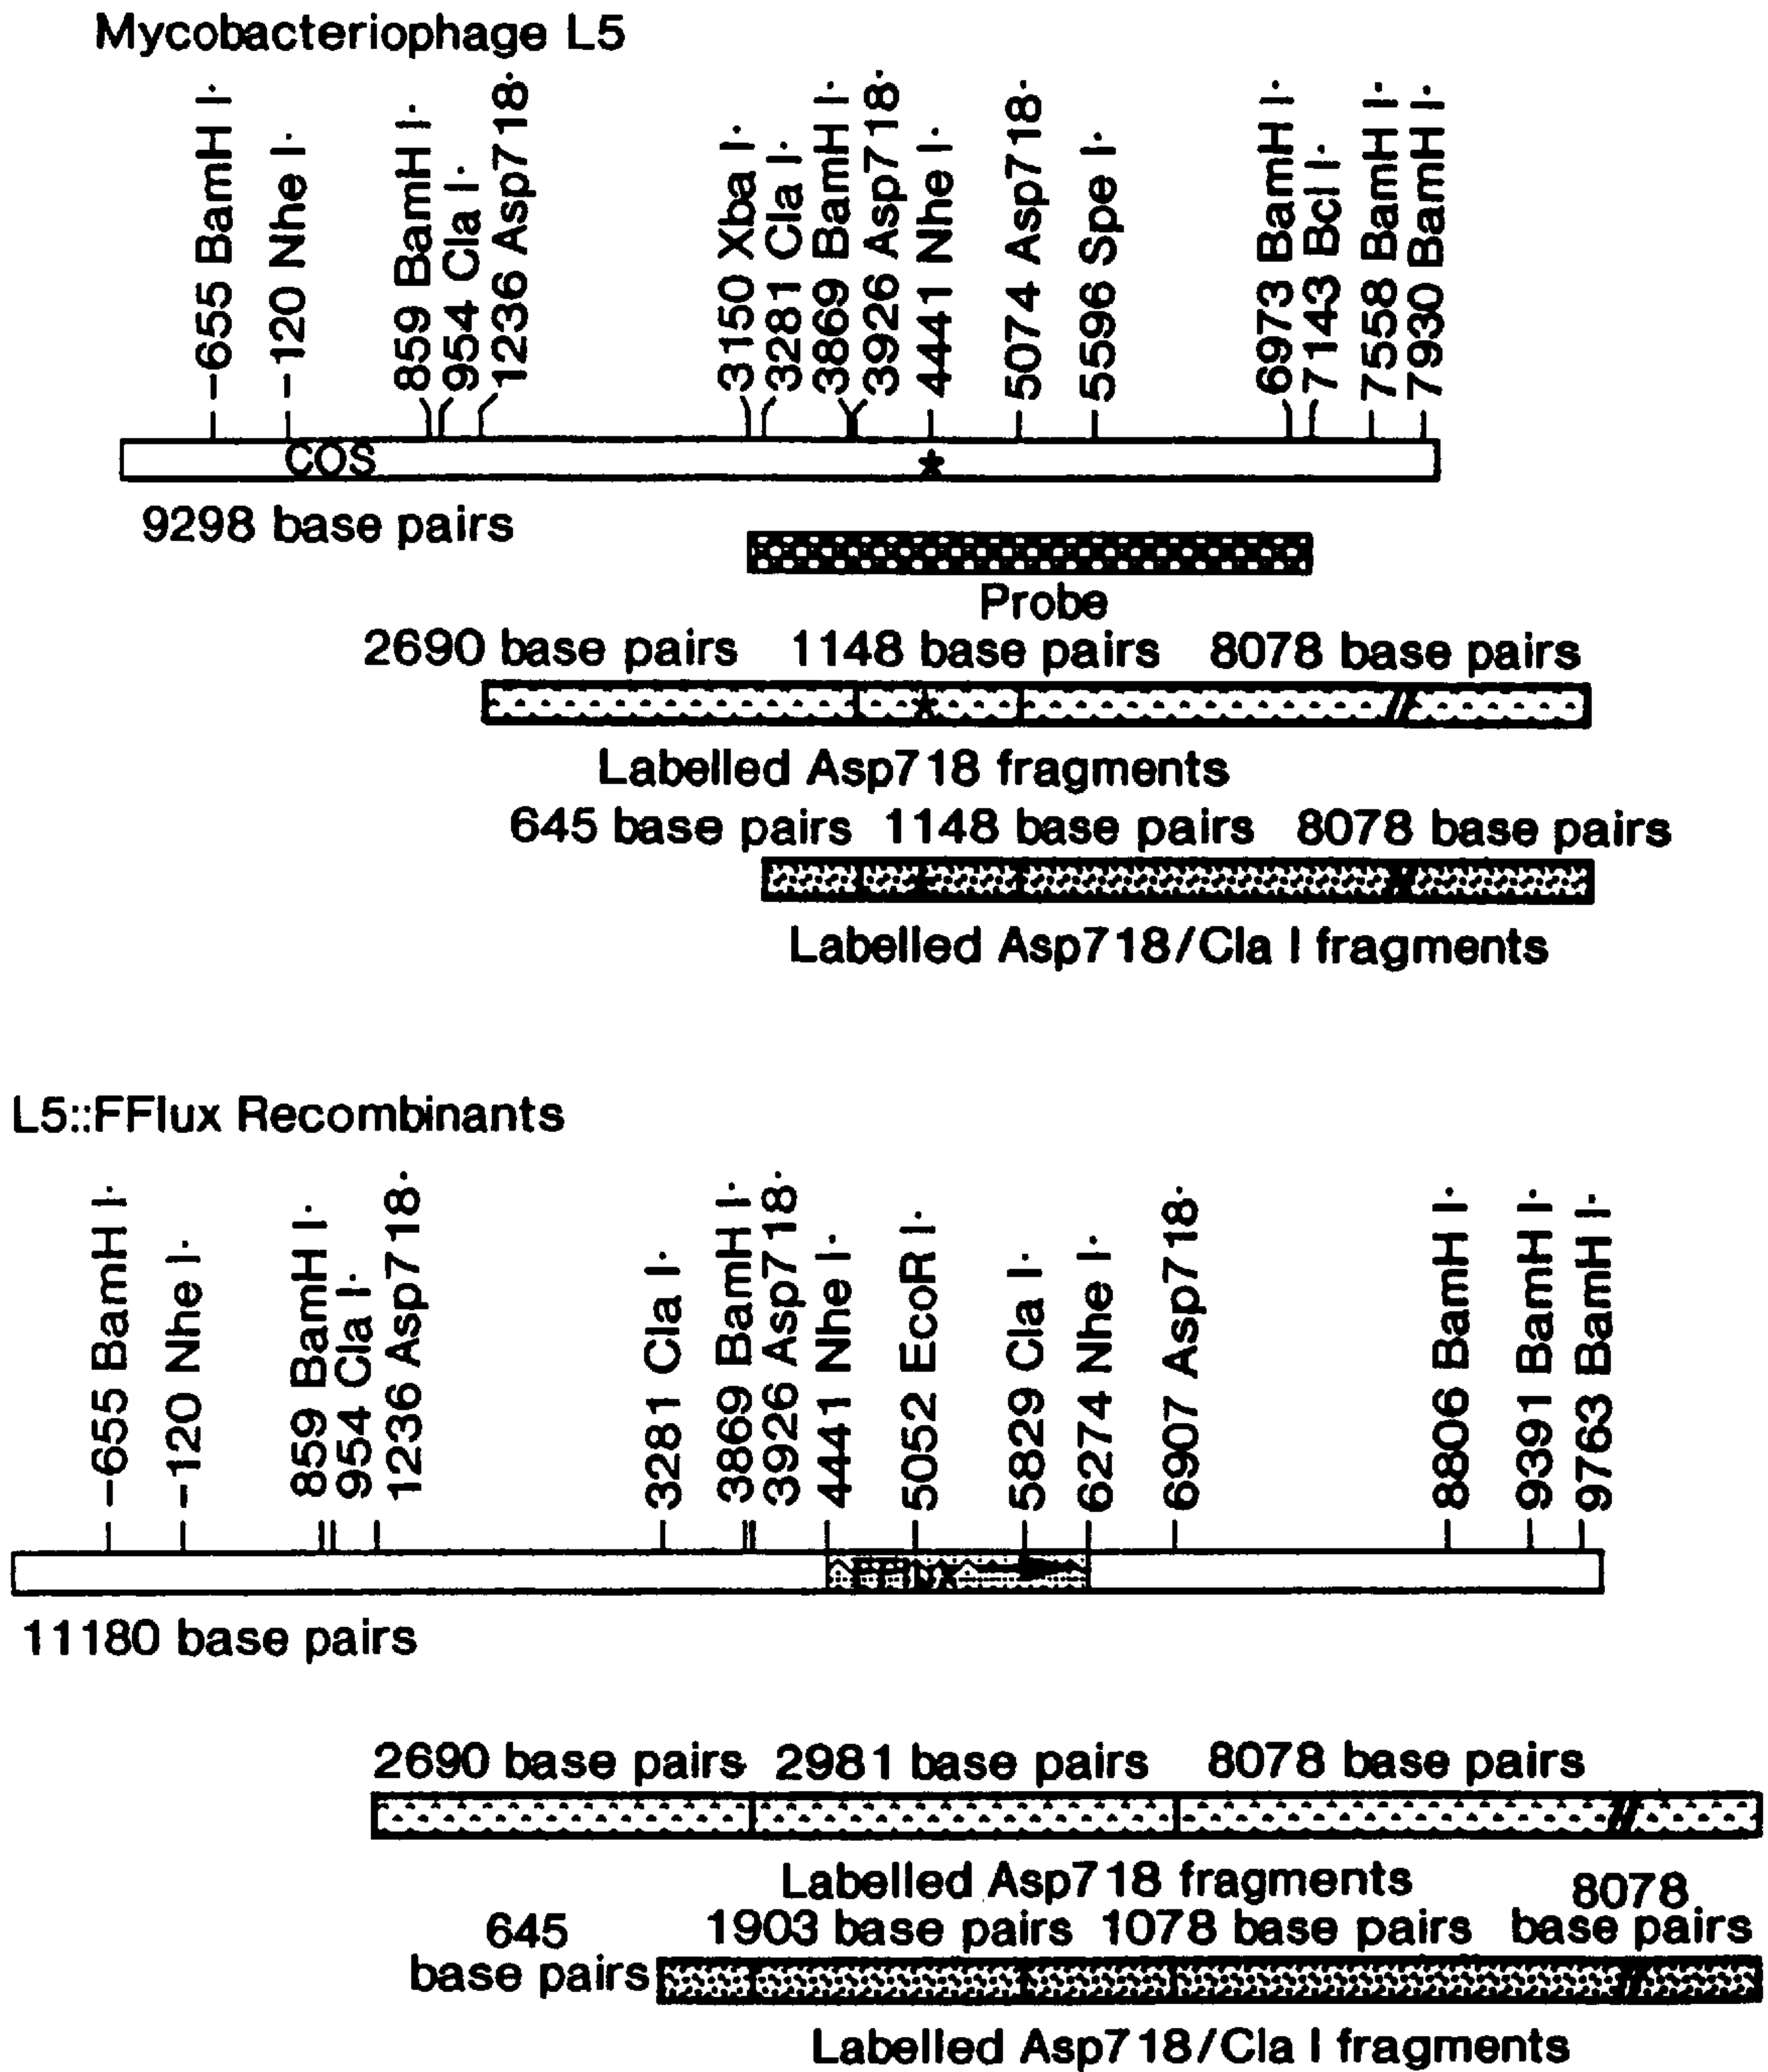 Mycobacteriophage L5
-655 BamH I·
-120 Nhe I·
859 BamH I·
954 Cla I·
1236 Asp718·
3150 Xba I·
3281 Cla I·
3869 BamH I·
3926 Asp718·
4441 Nhe I·
5074 Asp718·
5596 Spe I·
6973 BamH I·
7143 Bcl I·
7558 BamH I·
7930 BamH I·
COS
9298 base pairs
Probe
2690 base pairs 1148 base pairs 8078 base pairs
Labelled Asp718 fragments
645 base pairs 1148 base pairs 8078 base pairs
Labelled Asp718/Cla I fragments
L5::FFlux Recombinants
-655 BamH I·
-120 Nhe I·
859 BamH I·
954 Cla I·
1236 Asp718·
3281 Cla I·
3869 BamH I·
3926 Asp718·
4441 Nhe I·
5052 EcoR I·
5829 Cla I·
6274 Nhe I·
6907 Asp718·
8806 BamH I·
9391 BamH I·
9763 BamH I·
11180 base pairs
2690 base pairs 2981 base pairs 8078 base pairs
Labelled Asp718 fragments
645 base pairs
1903 base pairs 1078 base pairs
8078 base pairs
Labelled Asp718/Cla I fragments